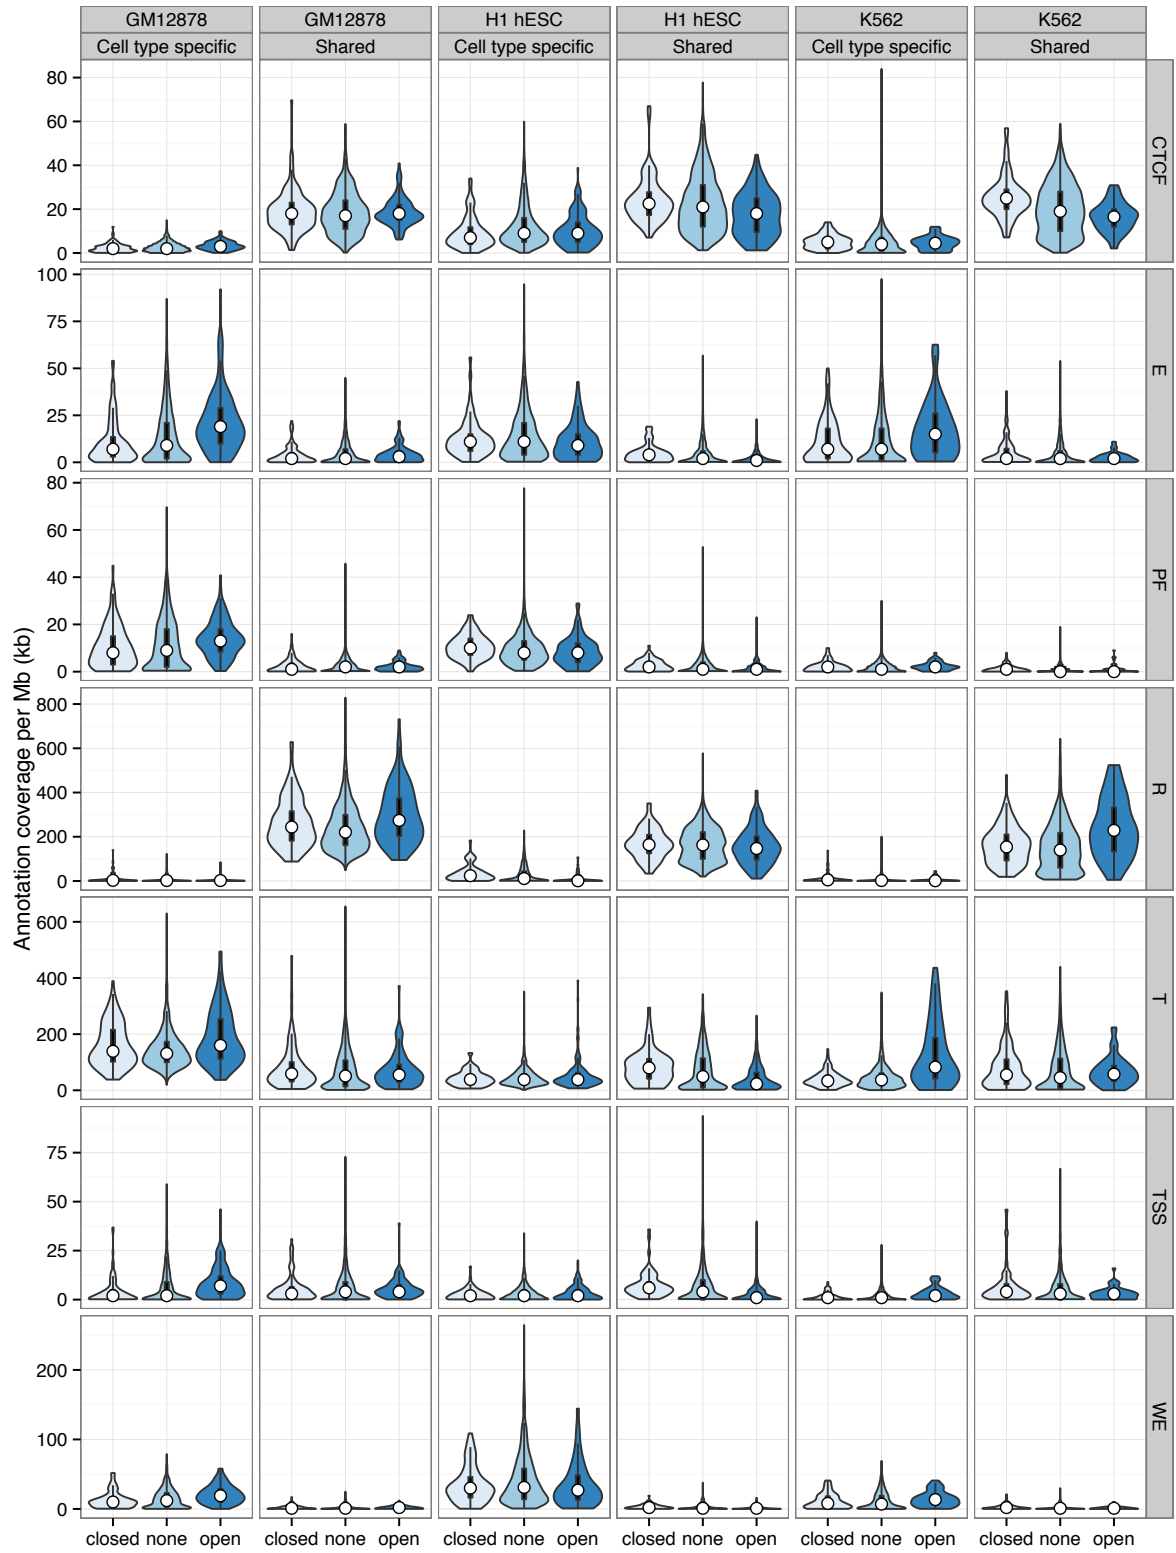 GM12878 GM12878 H1 hESC H1 hESC K562 K562
Cell type specific Shared Cell type specific Shared Cell type specific Shared
Annotation coverage per Mb (kb)
80
60
40
20
0
CTCF
100
75
50
25
0
E
80
60
40
20
0
PF
800
600
400
200
0
R
600
400
200
0
T
75
50
25
0
TSS
200
100
0
WE
closed none open closed none open closed none open closed none open closed none open closed none open